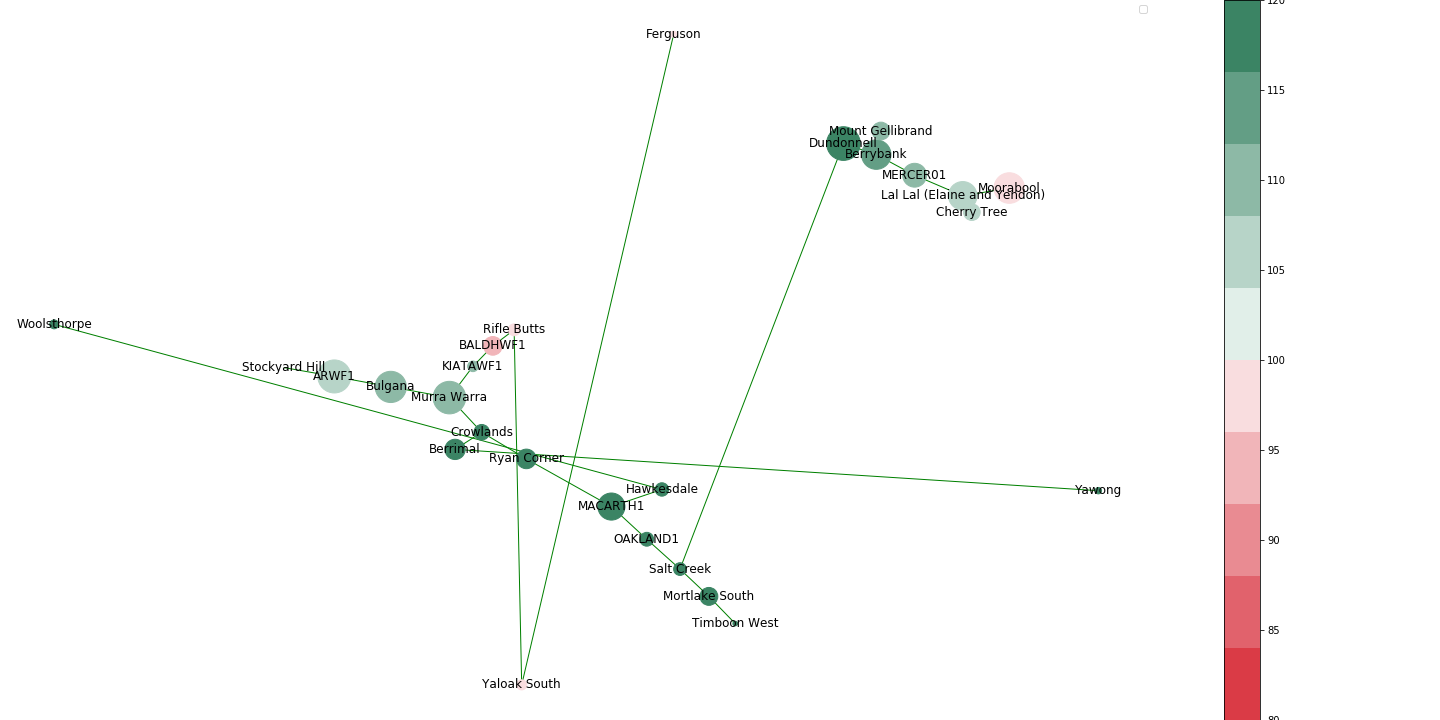 120
Ferguson
115
Mount Gellibrand
Dundonnell
Berrybank
MERCER01
110
Moorabool
Lal Lal (Elaine and Yendon)
Cherry Tree
105
Woolsthorpe
Rifle Butts
BALDHWF1
100
KIATAWF1
Stockyard Hill
ARWF1
Bulgana
Murra Warra
Crowlands
Berrimal
95
Ryan Corner
Hawkesdale
Yawong
MACARTH1
OAKLAND1
90
Salt Creek
Mortlake South
Timboon West
85
Yaloak South
80